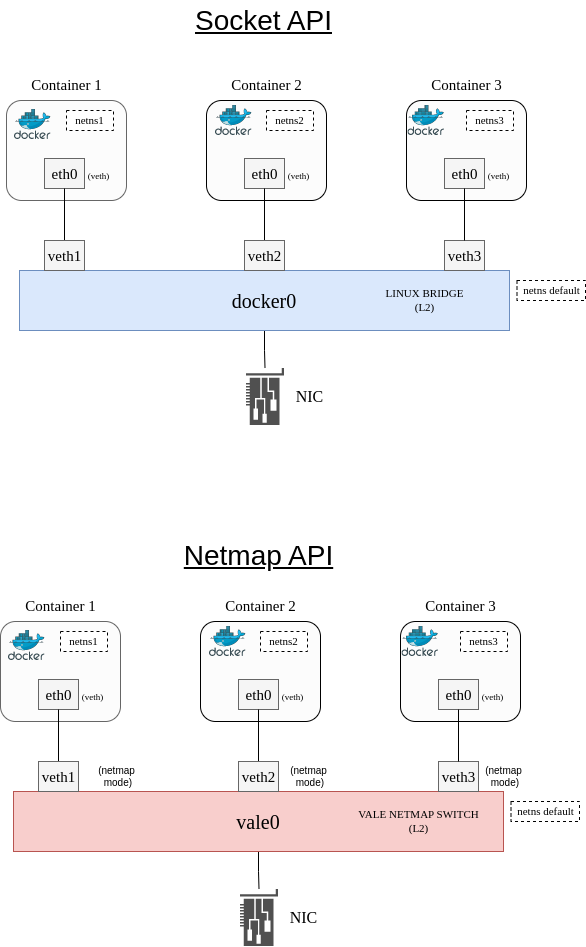 Socket API
Container 1
Container 2
Container 3
docker
netns1
docker
netns2
docker
netns3
eth0
(veth)
eth0
(veth)
eth0
(veth)
veth1
veth2
veth3
docker0
LINUX BRIDGE
(L2)
netns default
NIC
Netmap API
Container 1
Container 2
Container 3
docker
netns1
docker
netns2
docker
netns3
eth0
(veth)
eth0
(veth)
eth0
(veth)
veth1
(netmap
mode)
veth2
(netmap
mode)
veth3
(netmap
mode)
vale0
VALE NETMAP SWITCH
(L2)
netns default
NIC